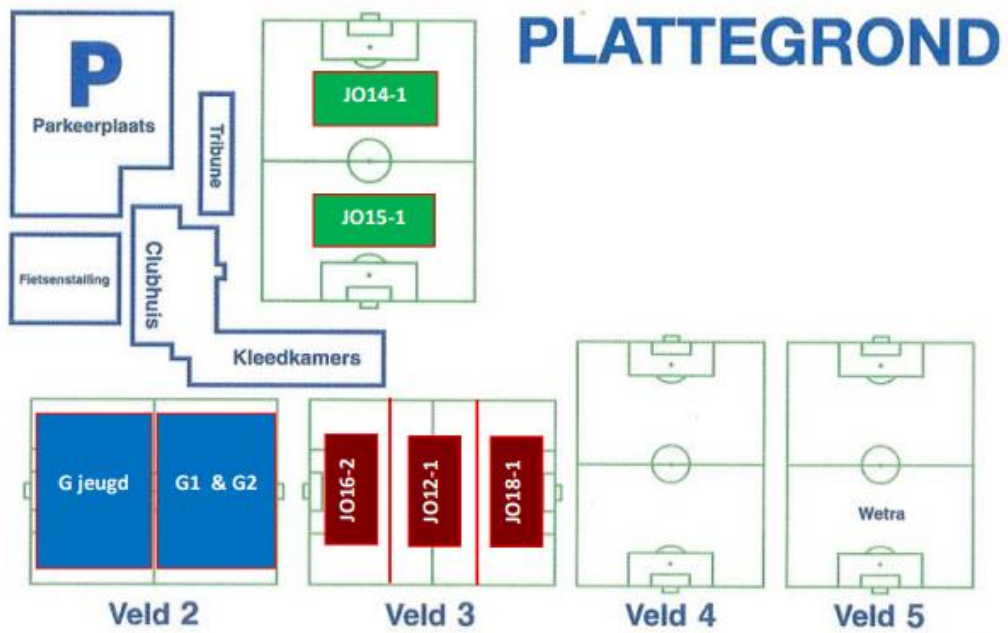 PLATTEGROND
P
Parkeerplaats
Tribune
JO14-1
JO15-1
Fietsenstalling
Clubhuis
Kleedkamers
G jeugd
G1 & G2
JO16-2
JO12-1
JO18-1
Wetra
Veld 2
Veld 3
Veld 4
Veld 5